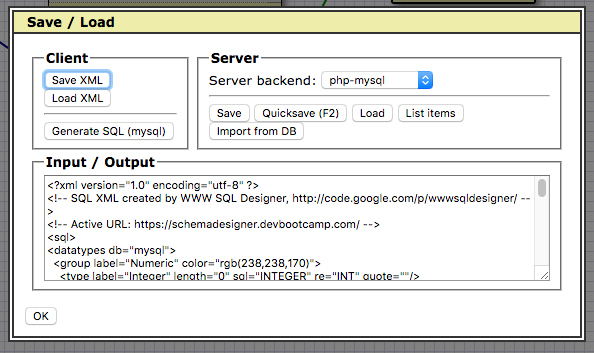 Save / Load
Client
Save XML
Load XML
Generate SQL (mysql)
Server
Server backend: php-mysql
Save Quicksave (F2) Load List items
Import from DB
Input / Output
<?xml version="1.0" encoding="utf-8" ?>
<!-- SQL XML created by WWW SQL Designer, http://code.google.com/p/wwwsqldesigner/ --
>
<!-- Active URL: https://schemadesigner.devbootcamp.com/ -->
<sql>
<datatypes db="mysql">
<group label="Numeric" color="rgb(238,238,170)">
<type label="Integer" length="0" sql="INTEGER" re="INT" quote=""/>
OK